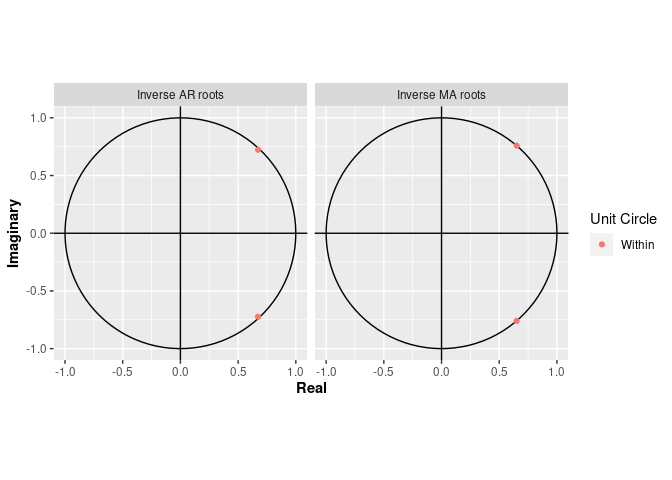 Inverse AR roots
Inverse MA roots
Imaginary
1.0
0.5
0.0
-0.5
-1.0
-1.0 -0.5 0.0 0.5 1.0
-1.0 -0.5 0.0 0.5 1.0
Real
Unit Circle
Within